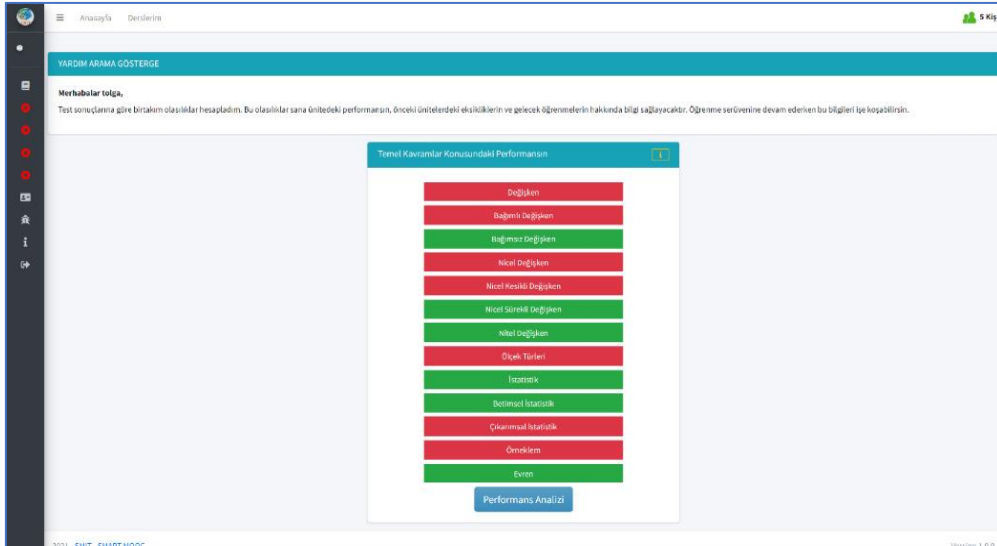 Anasayfa Derslerim
5 Kiş
YARDIM ARAMA GÖSTERGE
Merhabalar tolga,
Test sonuçlarına göre birtakım olasılıklar hesapladım. Bu olasılıklar sana ünitedeki performansın, önceki ünitelerdeki eksikliklerin ve gelecek öğrenmelerin hakkında bilgi sağlayacaktır. Öğrenme serüvenine devam ederken bu bilgileri işe koşabilirsin.
Temel Kavramlar Konusundaki Performansın
Değişken
Bağımlı Değişken
Bağımsız Değişken
Nicel Değişken
Nicel Kesikli Değişken
Nicel Sürekli Değişken
Nitel Değişken
Ölçek Türleri
İstatistik
Betimsel İstatistik
Çıkarımsal İstatistik
Örneklem
Evren
Performans Analizi